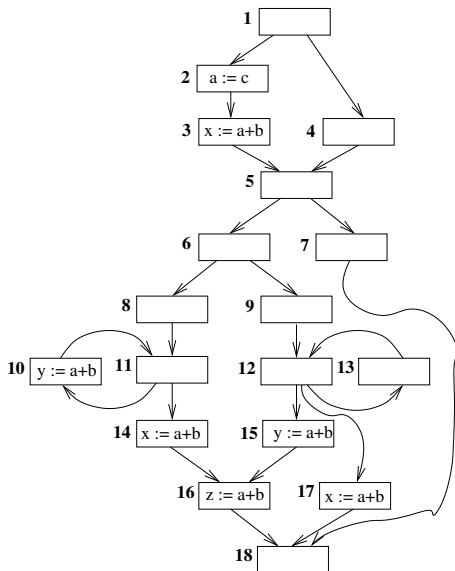 1
2 a := c
3 x := a+b 4
5
6 7
8 9
10 y := a+b 11 12 13
14 x := a+b 15 y := a+b
16 z := a+b 17 x := a+b
18